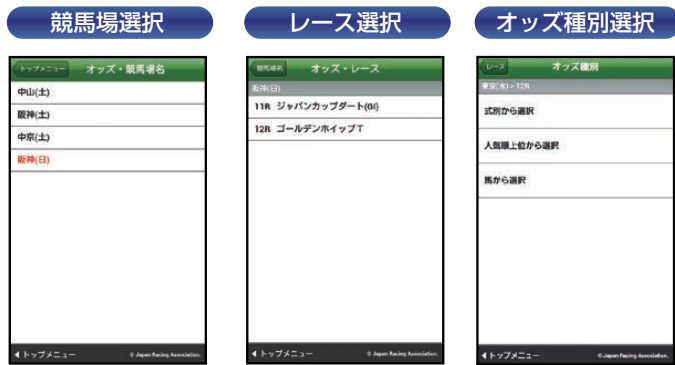 競馬場選択
トップメニュー オッズ・競馬場名
中山(土)
阪神(土)
中京(土)
阪神(日)
◀トップメニュー © Japan Racing Association.
レース選択
競馬場名 オッズ・レース
阪神(日)
11R ジャパンカップダート(GI)
12R ゴールデンホイップT
◀トップメニュー © Japan Racing Association.
オッズ種別選択
レース オッズ種別
東京(水) > 12R
式別から選択
人気順上位から選択
馬から選択
◀トップメニュー © Japan Racing Association.